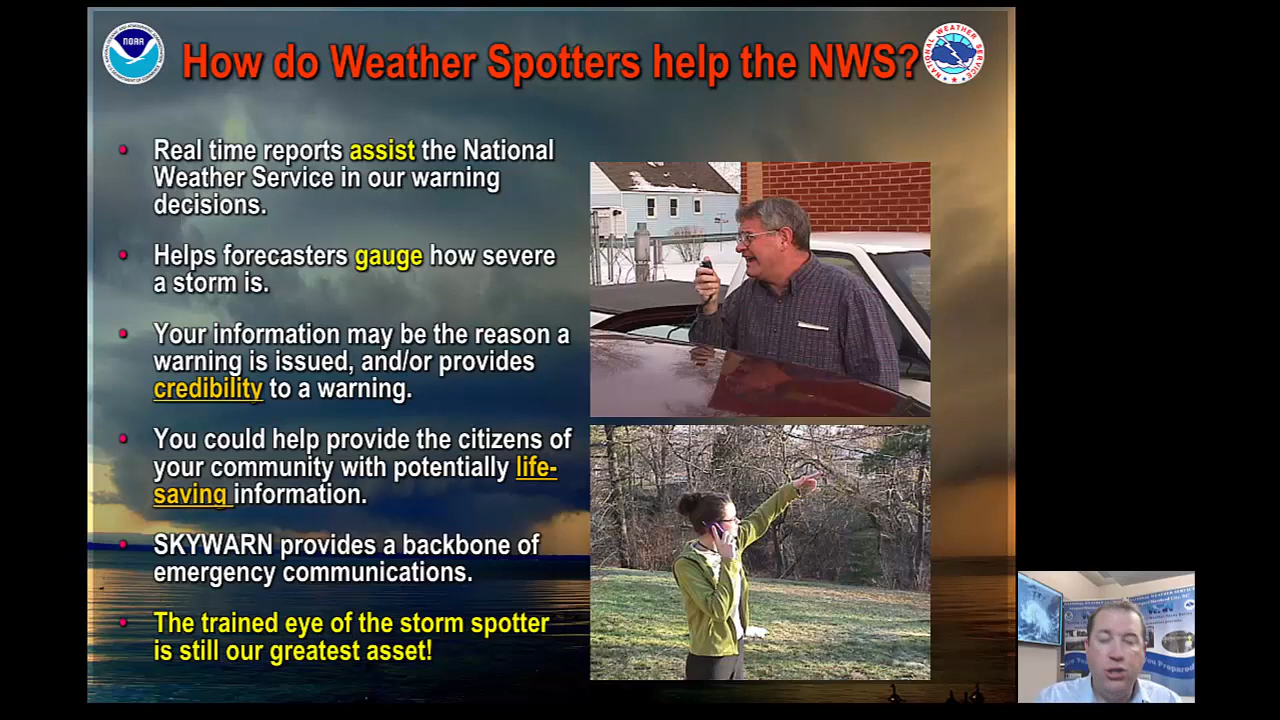 NOAA
How do Weather Spotters help the NWS?
NATIONAL WEATHER SERVICE
• Real time reports assist the National
Weather Service in our warning
decisions.
• Helps forecasters gauge how severe
a storm is.
• Your information may be the reason a
warning is issued, and/or provides
credibility to a warning.
• You could help provide the citizens of
your community with potentially life-
saving information.
• SKYWARN provides a backbone of
emergency communications.
• The trained eye of the storm spotter
is still our greatest asset!